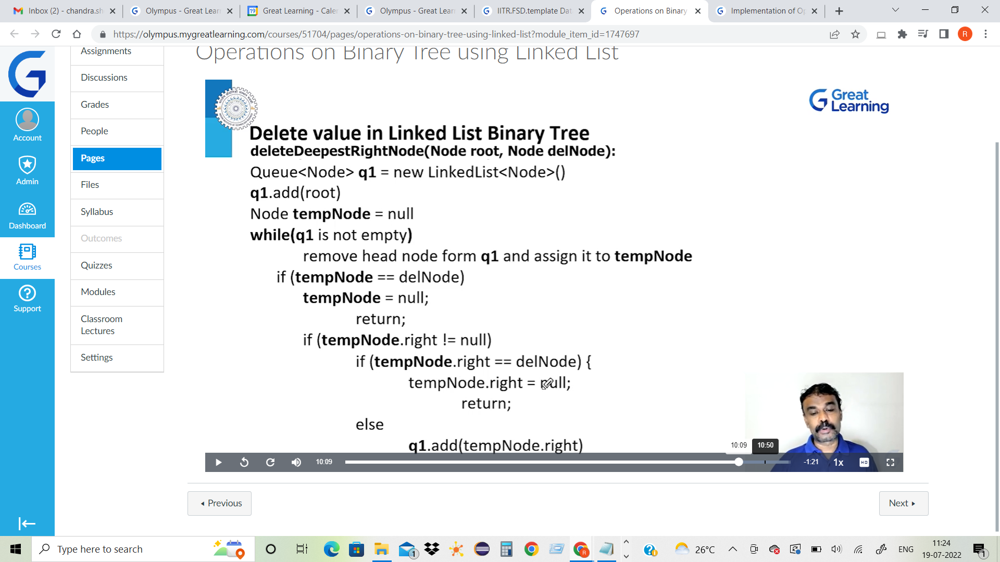 Inbox (2) - chandra.sh
Olympus - Great Lear
19
Great Learning - Cale
Olympus - Great Lear
IITR.FSD.template Dat
Operations on Binary
Implementation of Op
https://olympus.mygreatlearning.com/courses/51704/pages/operations-on-binary-tree-using-linked-list?module_item_id=1747697
R
Account
Admin
Dashboard
Courses
Support
Assignments
Discussions
Grades
People
Pages
Files
Syllabus
Outcomes
Quizzes
Modules
Classroom
Lectures
Settings
Operations on Binary Tree using Linked List
Great
Learning
Delete value in Linked List Binary Tree
deleteDeepestRightNode(Node root, Node delNode):
Queue<Node> q1 = new LinkedList<Node>()
q1.add(root)
Node tempNode = null
while(q1 is not empty)
remove head node form q1 and assign it to tempNode
if (tempNode == delNode)
tempNode = null;
return;
if (tempNode.right != null)
if (tempNode.right == delNode) {
tempNode.right = null;
return;
else
q1.add(tempNode.right)
10:09
10:50
10:09
-1:21
1x
HD
Previous
Next
Type here to search
1
R
26°C
ENG
11:24
19-07-2022
1